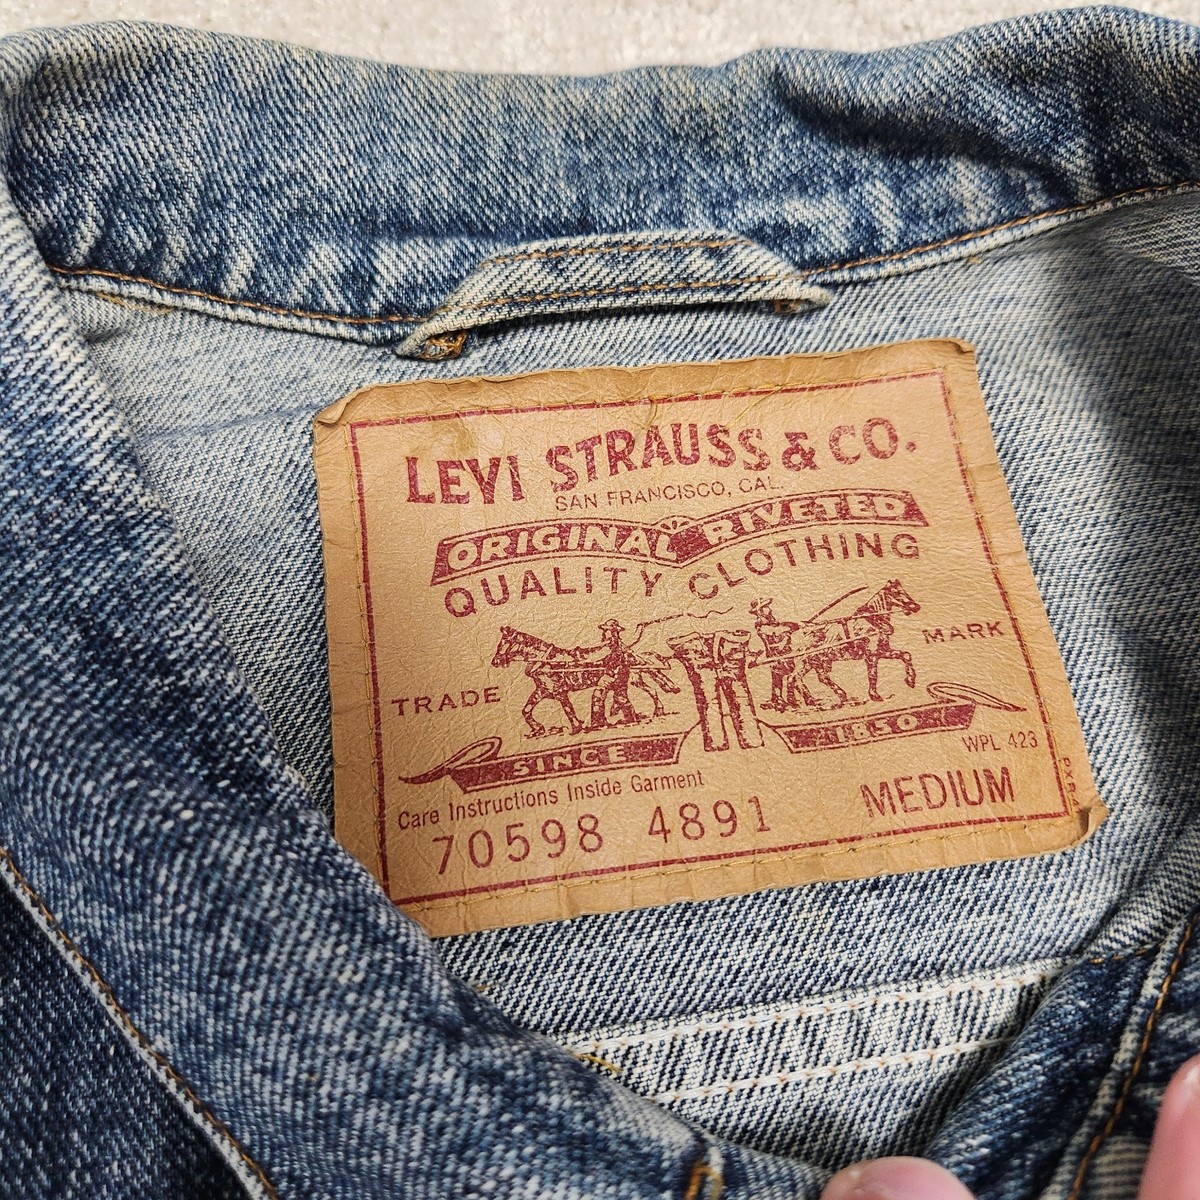 LEVI STRAUSS & CO.
SAN FRANCISCO, CAL.
ORIGINAL RIVETED
QUALITY CLOTHING
TRADE MARK
SINCE 1850
WPL 423
Care Instructions Inside Garment
70598 4891 MEDIUM